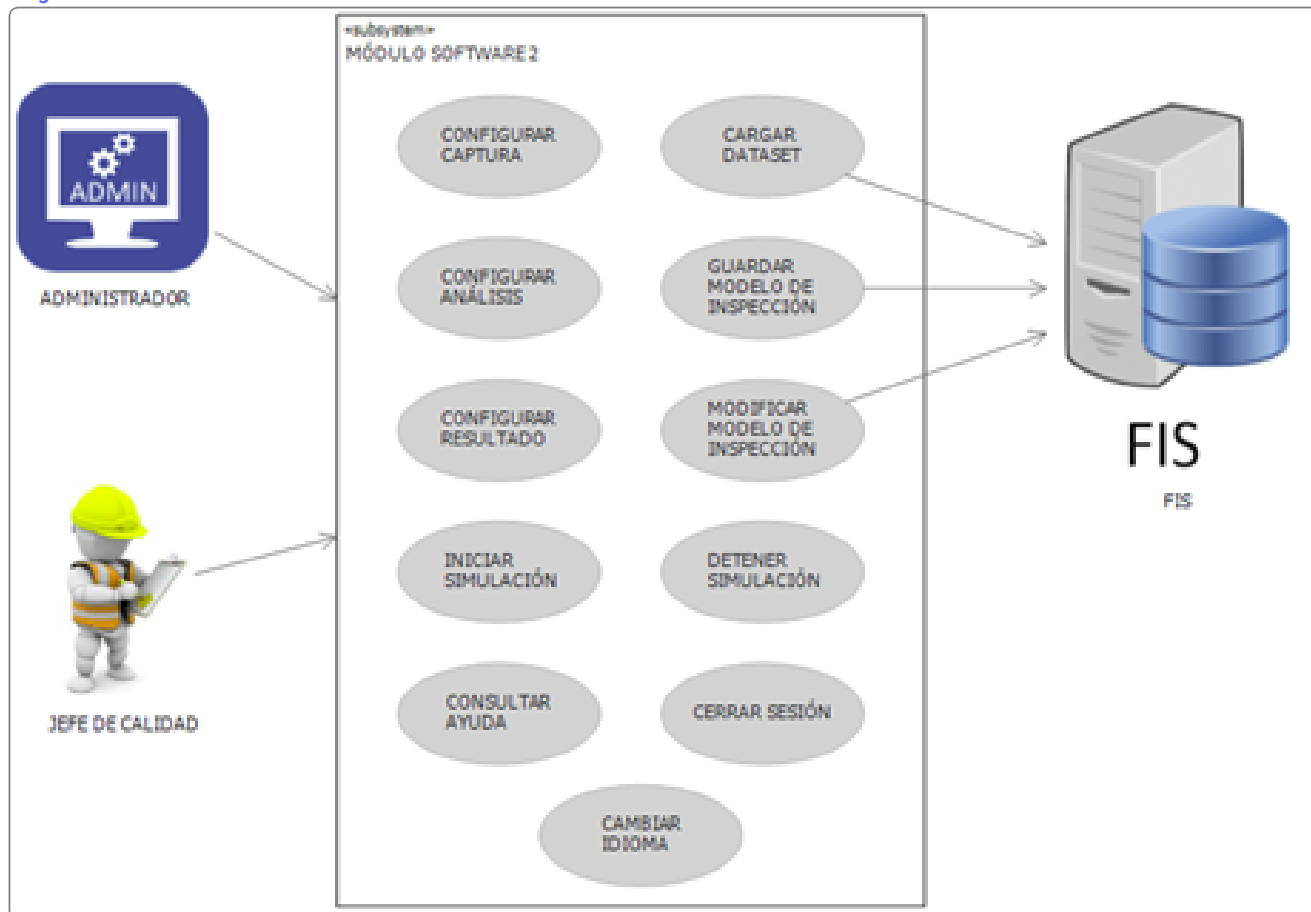 «subsystem»
MÓDULO SOFTWARE 2
CONFIGURAR
CAPTURA
CARGAR
DATASET
ADMIN
ADMINISTRADOR
CONFIGURAR
ANÁLISIS
GUARDAR
MODELO DE
INSPECCIÓN
CONFIGURAR
RESULTADO
MODIFICAR
MODELO DE
INSPECCIÓN
FIS
FIS
INICIAR
SIMULACIÓN
DETENER
SIMULACIÓN
JEFE DE CALIDAD
CONSULTAR
AYUDA
CERRAR SESIÓN
CAMBIAR
IDIOMA